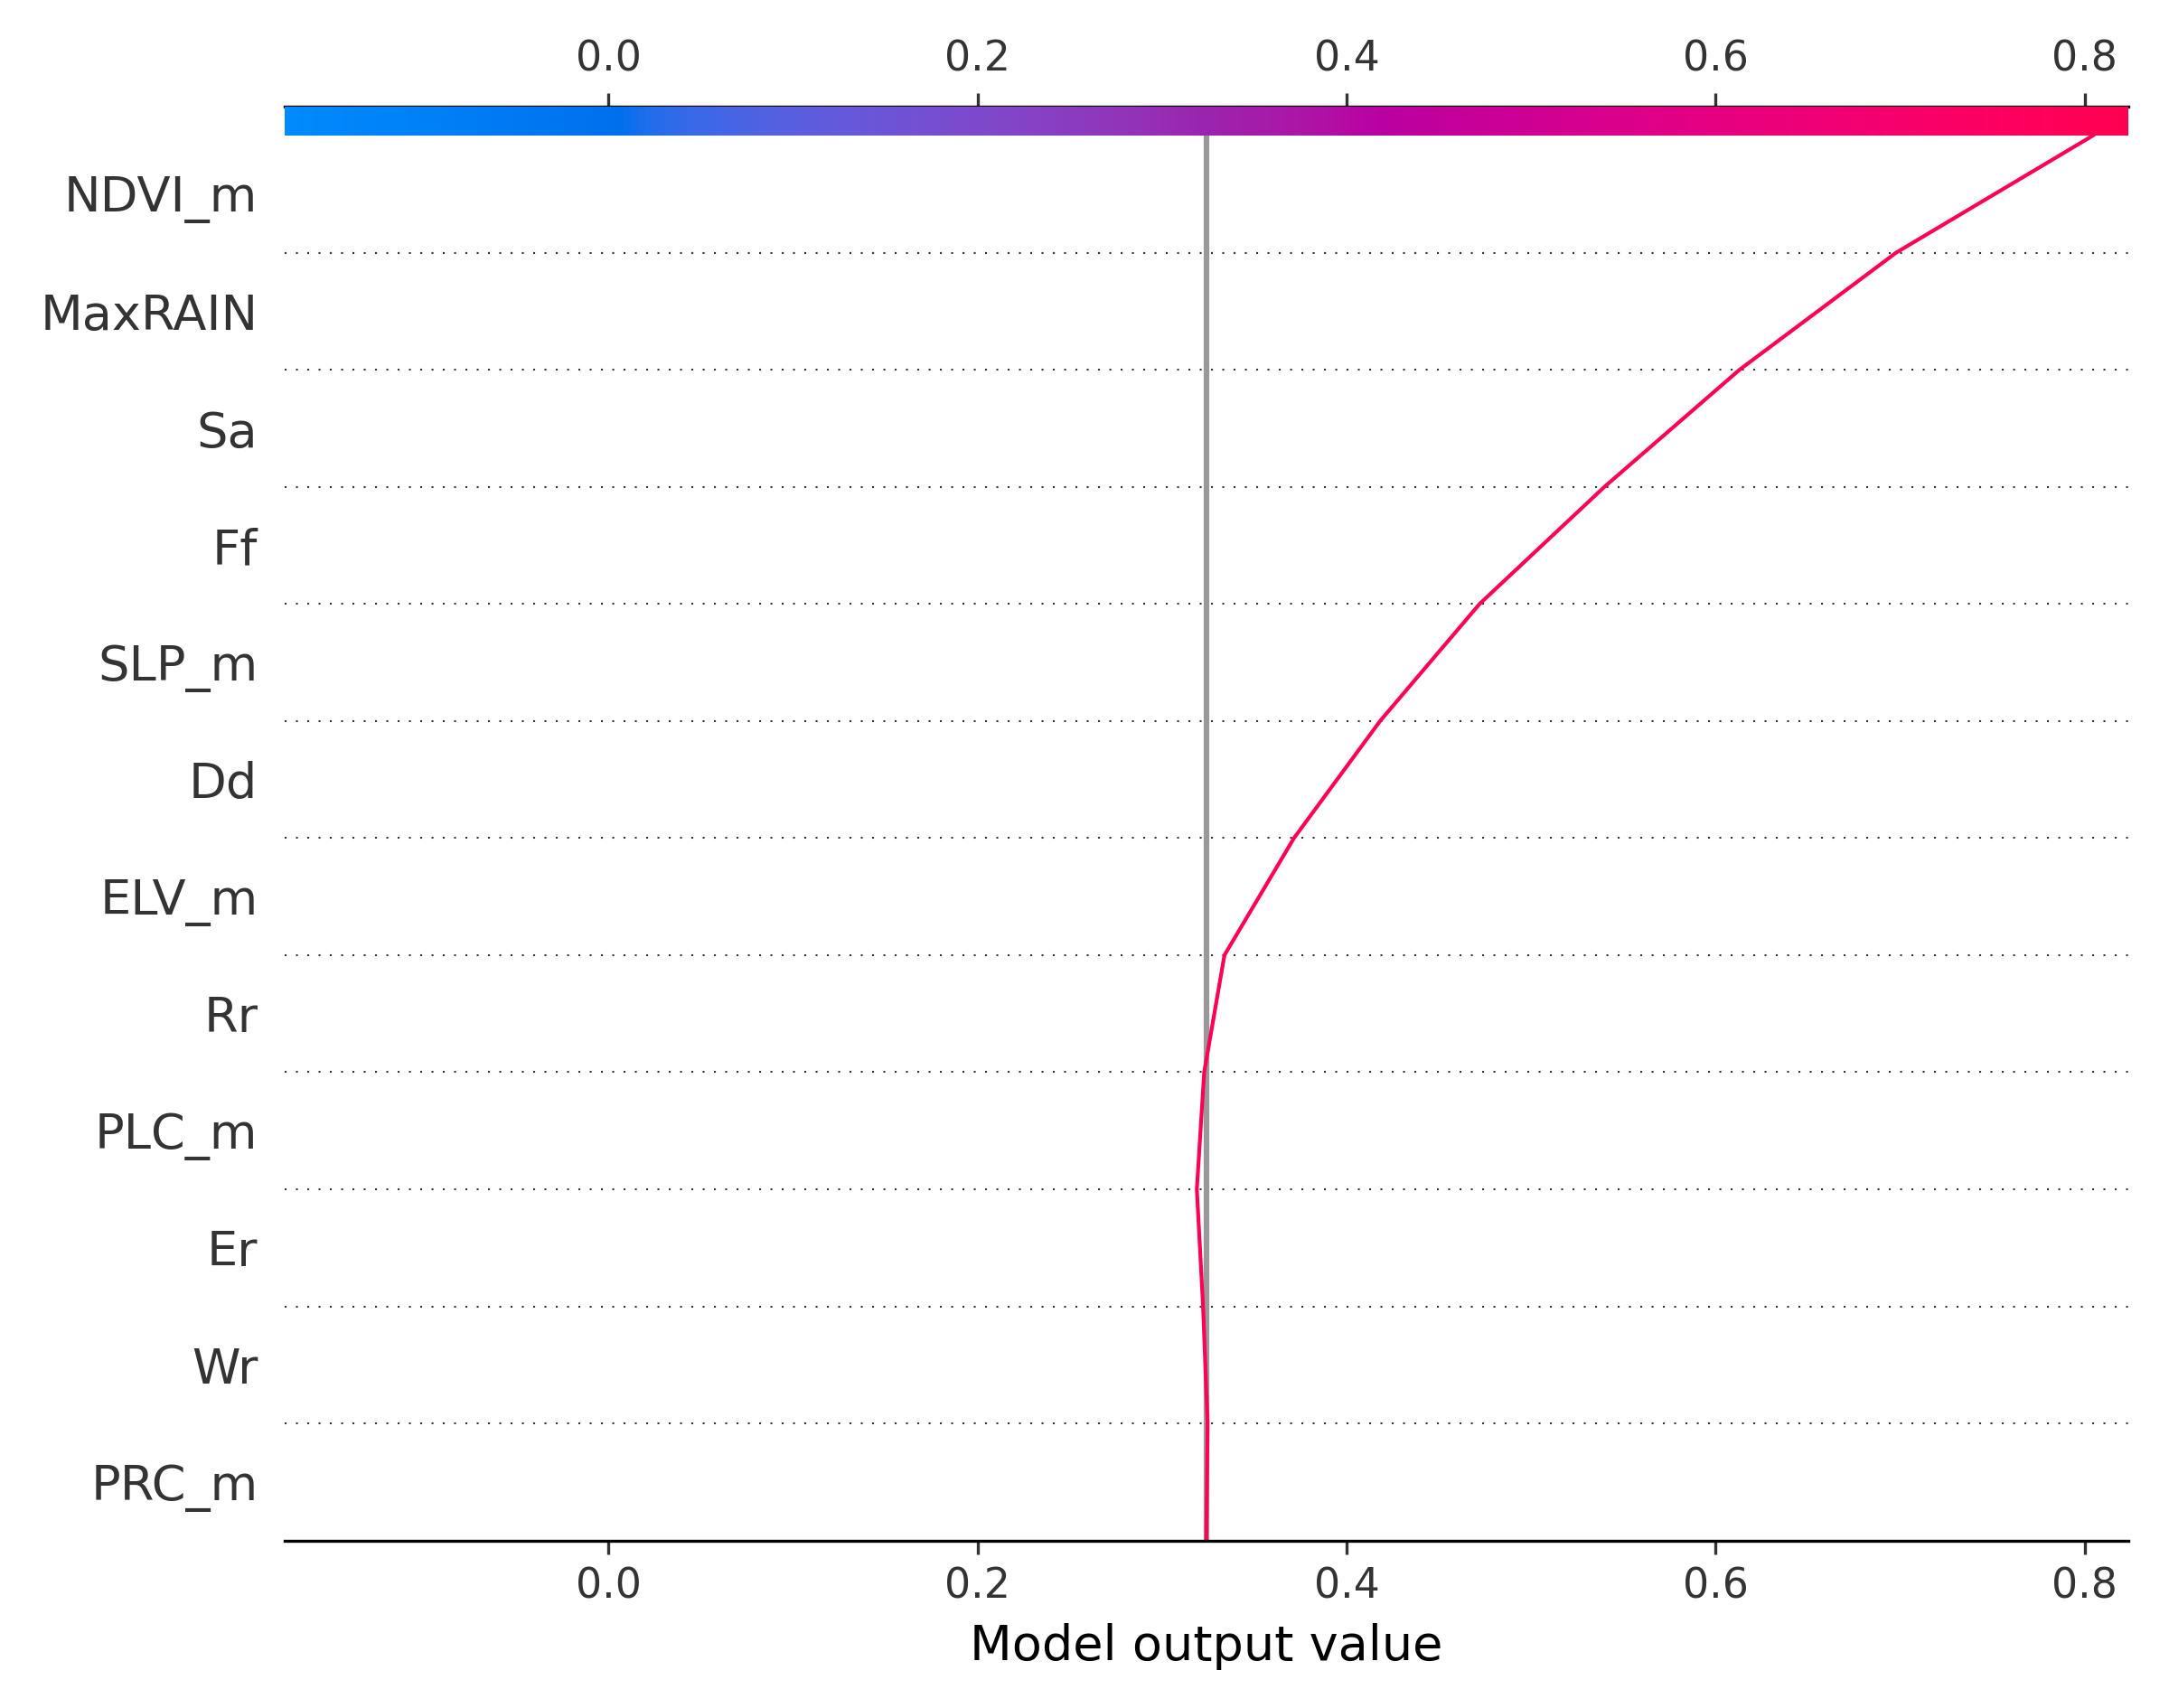 0.0 0.2 0.4 0.6 0.8
NDVI_m
MaxRAIN
Sa
Ff
SLP_m
Dd
ELV_m
Rr
PLC_m
Er
Wr
PRC_m
0.0 0.2 0.4 0.6 0.8
Model output value